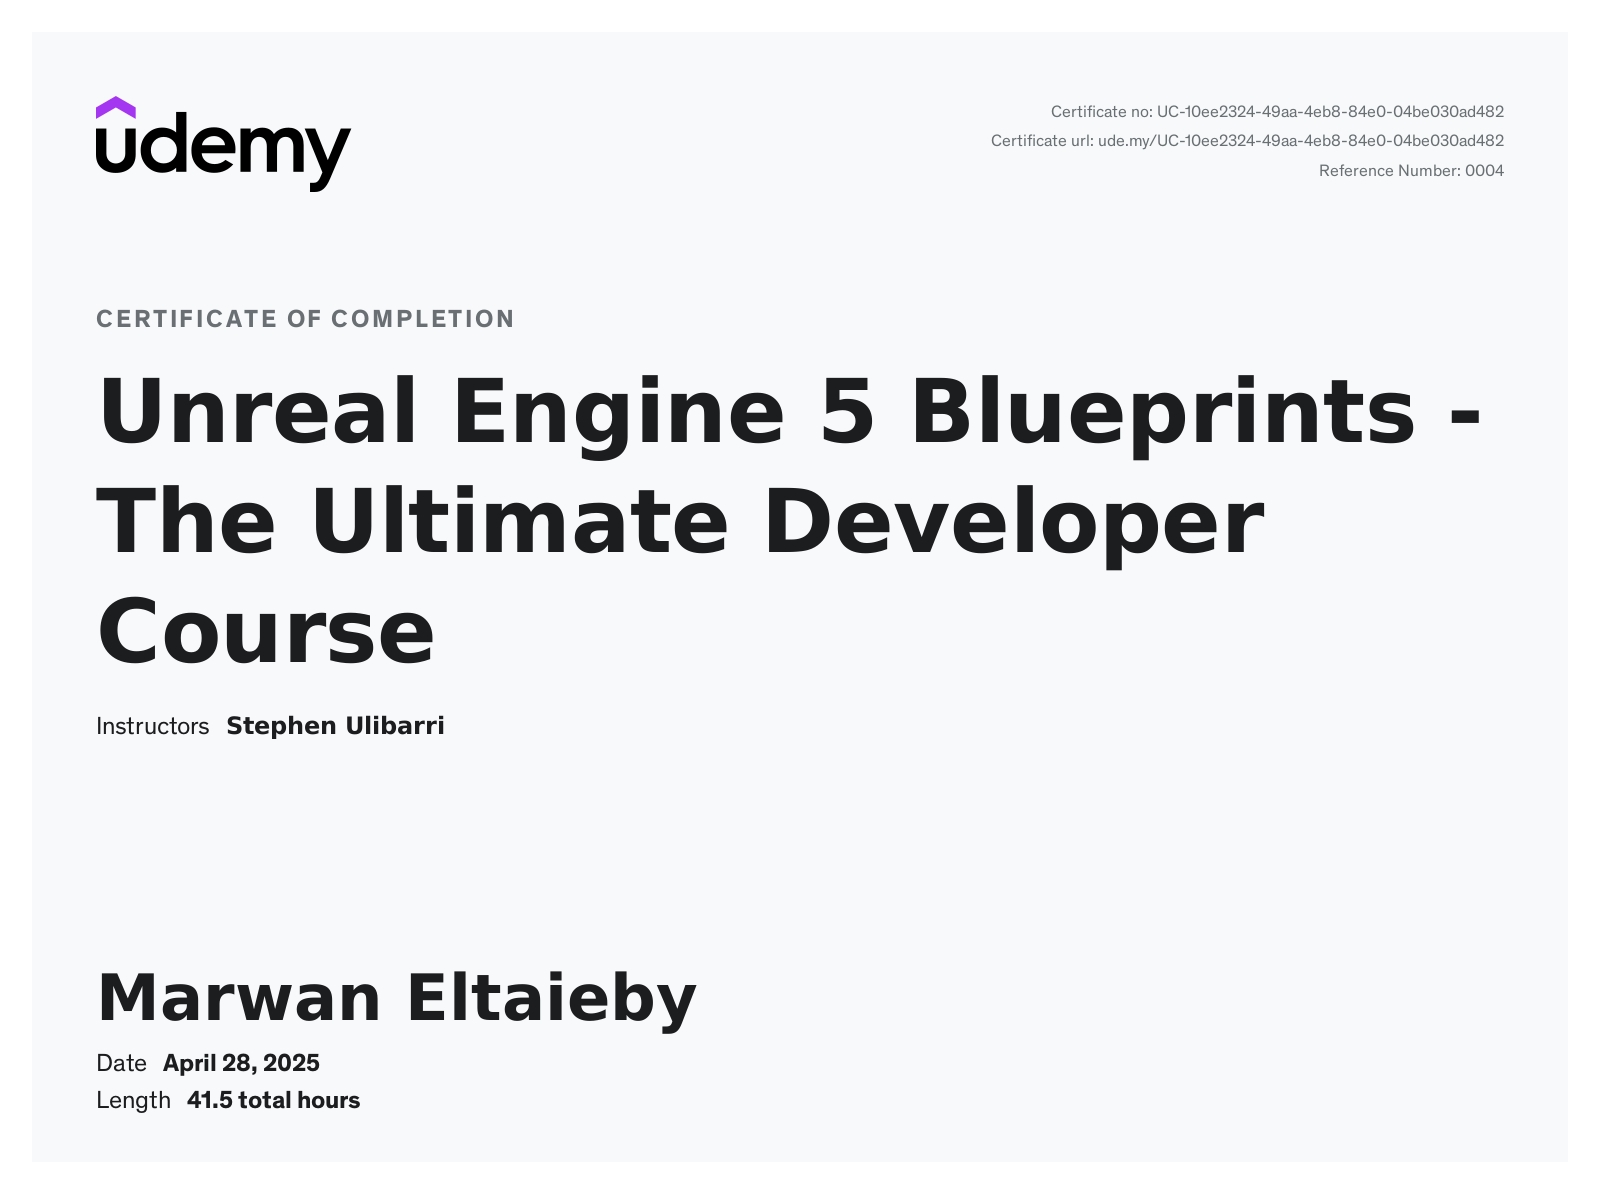 udemy
Certificate no: UC-10ee2324-49aa-4eb8-84e0-04be030ad482
Certificate url: ude.my/UC-10ee2324-49aa-4eb8-84e0-04be030ad482
Reference Number: 0004
CERTIFICATE OF COMPLETION
Unreal Engine 5 Blueprints -
The Ultimate Developer
Course
Instructors Stephen Ulibarri
Marwan Eltaieby
Date April 28, 2025
Length 41.5 total hours